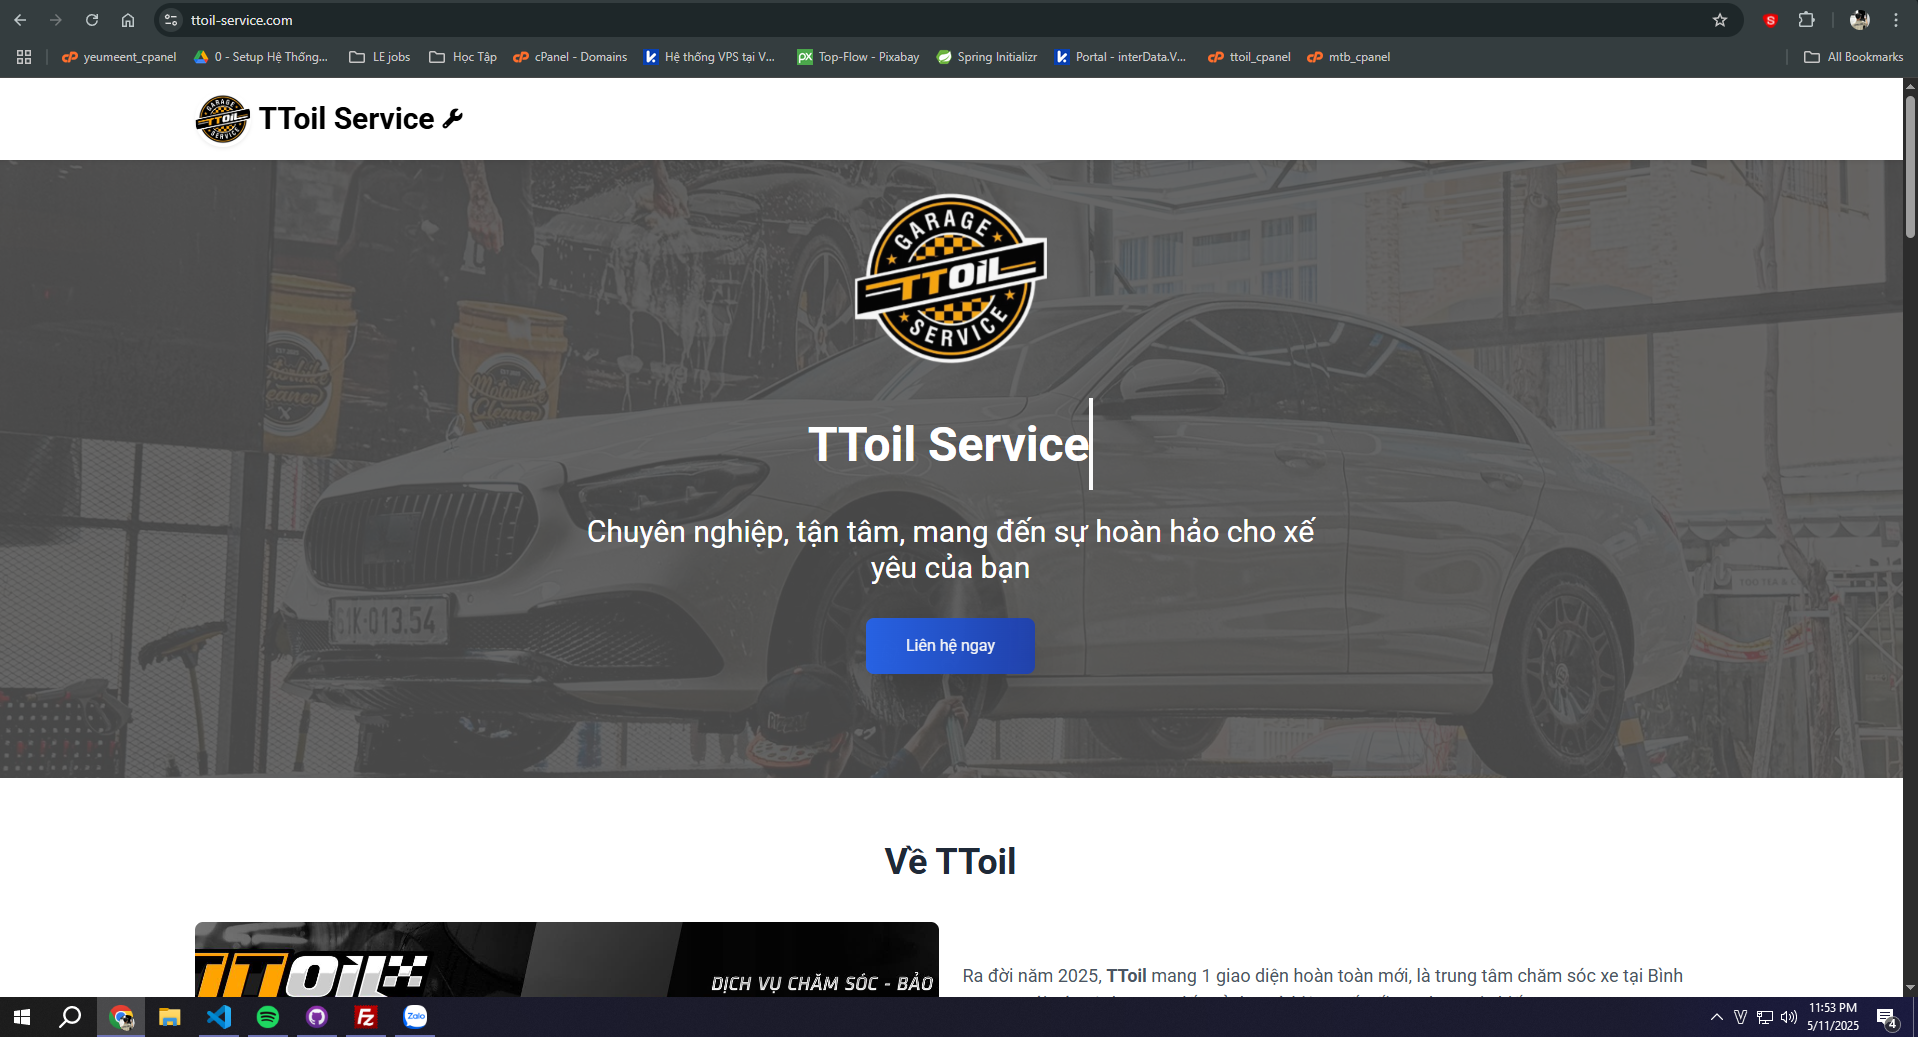 ttoil-service.com
yeumeent_cpanel
0 - Setup Hệ Thống...
LE jobs
Học Tập
cPanel - Domains
Hệ thống VPS tại V...
Top-Flow - Pixabay
Spring Initializr
Portal - interData.V...
ttoil_cpanel
mtb_cpanel
All Bookmarks
TToil Service
GARAGE
TTOIL
SERVICE
TToil Service
Chuyên nghiệp, tận tâm, mang đến sự hoàn hảo cho xế
yêu của bạn
51K-013.54
Liên hệ ngay
Về TToil
TTOIL
DỊCH VỤ CHĂM SÓC - BẢO
Ra đời năm 2025, TToil mang 1 giao diện hoàn toàn mới, là trung tâm chăm sóc xe tại Bình
11:53 PM
5/11/2025
4